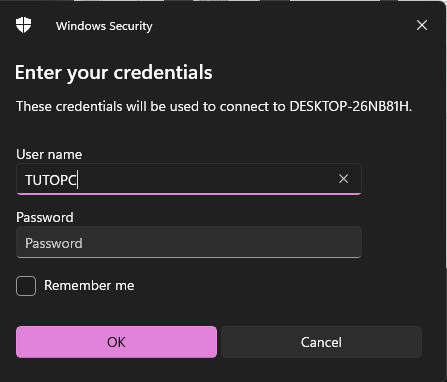 Windows Security
Enter your credentials
These credentials will be used to connect to DESKTOP-26NB81H.
User name
TUTOPC
Password
Password
Remember me
OK
Cancel